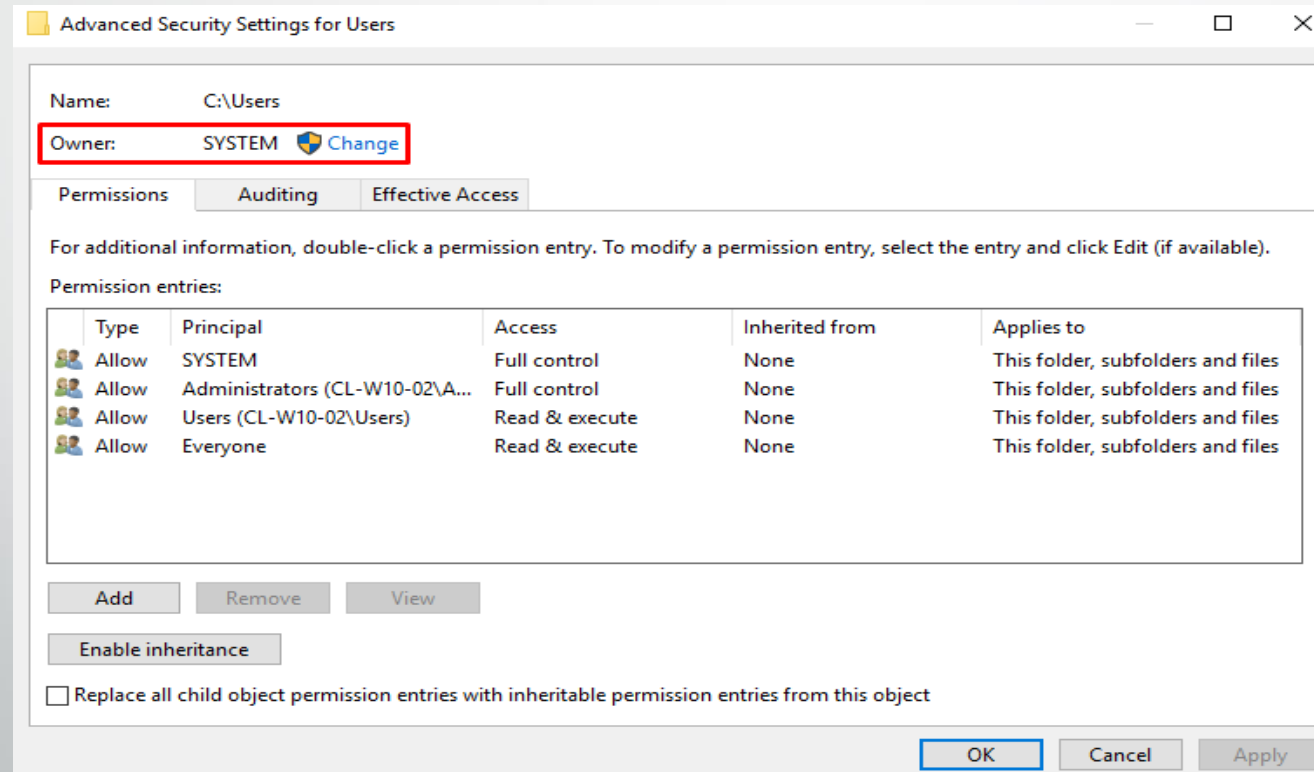 Advanced Security Settings for Users
Name: C:\Users
Owner: SYSTEM Change
Permissions Auditing Effective Access
For additional information, double-click a permission entry. To modify a permission entry, select the entry and click Edit (if available).
Permission entries:
Type Principal Access Inherited from Applies to
Allow SYSTEM Full control None This folder, subfolders and files
Allow Administrators (CL-W10-02\A... Full control None This folder, subfolders and files
Allow Users (CL-W10-02\Users) Read & execute None This folder, subfolders and files
Allow Everyone Read & execute None This folder, subfolders and files
Add Remove View
Enable inheritance
Replace all child object permission entries with inheritable permission entries from this object
OK Cancel Apply